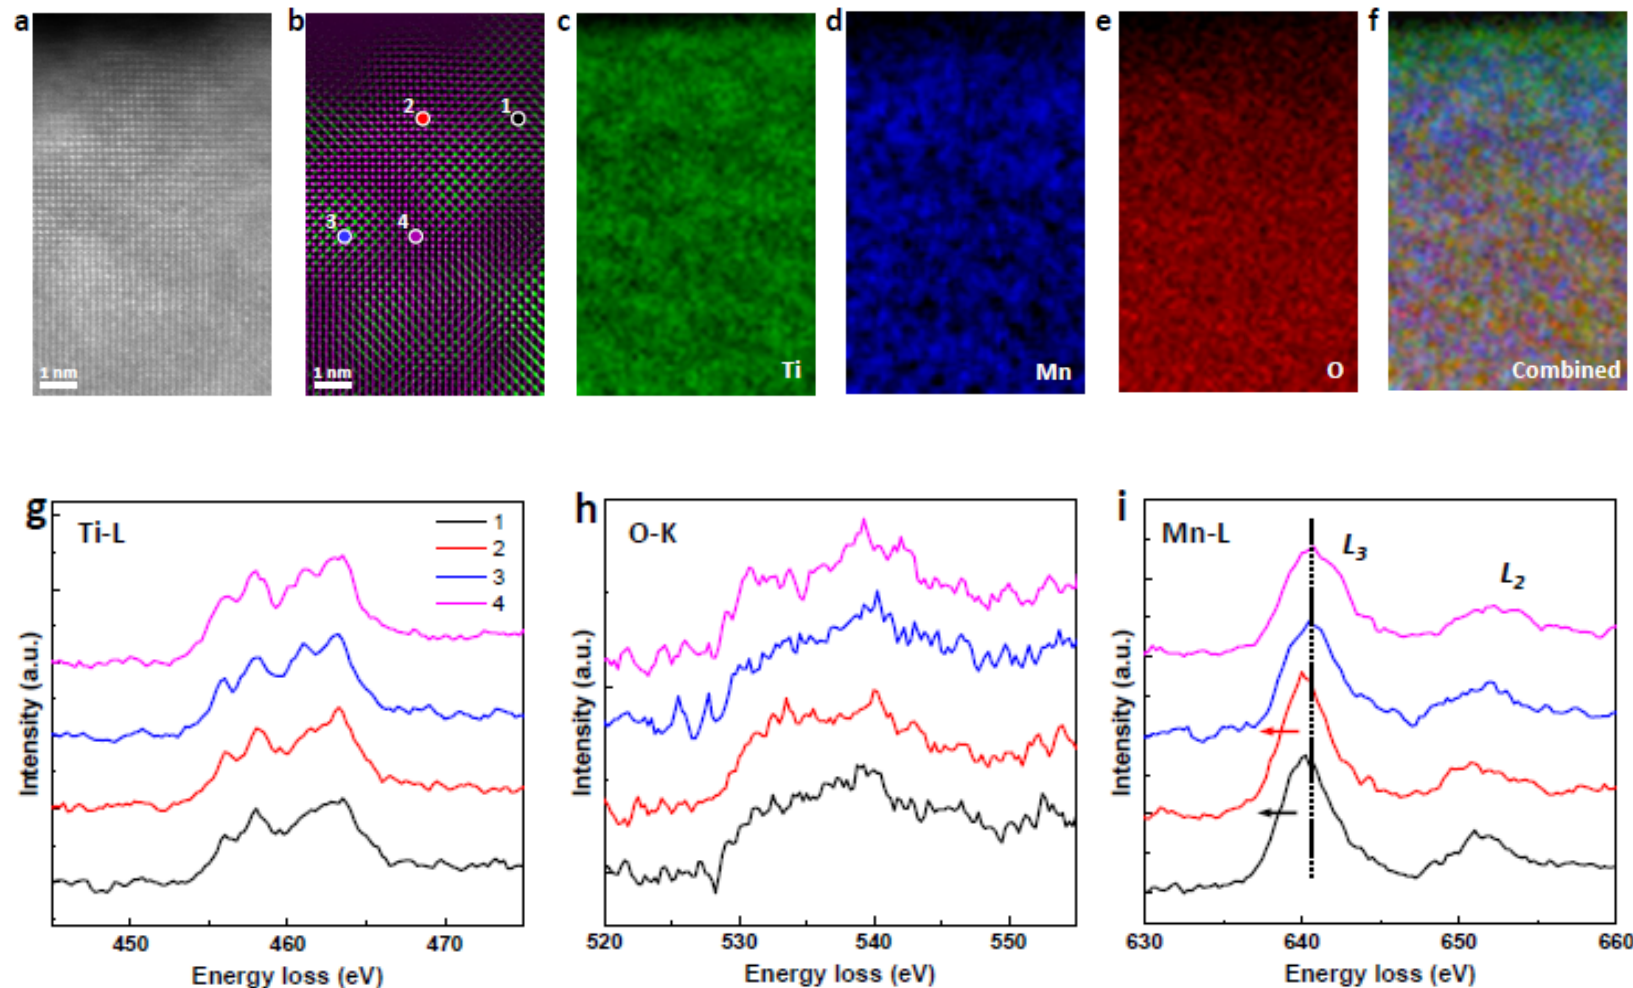 a
b
c
d
e
f
2
1
3
4
1 nm
1 nm
Ti
Mn
O
Combined
g
Ti-L
1
2
3
4
Intensity (a.u.)
450
460
470
Energy loss (eV)
h
O-K
Intensity (a.u.)
520
530
540
550
Energy loss (eV)
i
Mn-L
L3
L2
Intensity (a.u.)
630
640
650
660
Energy loss (eV)